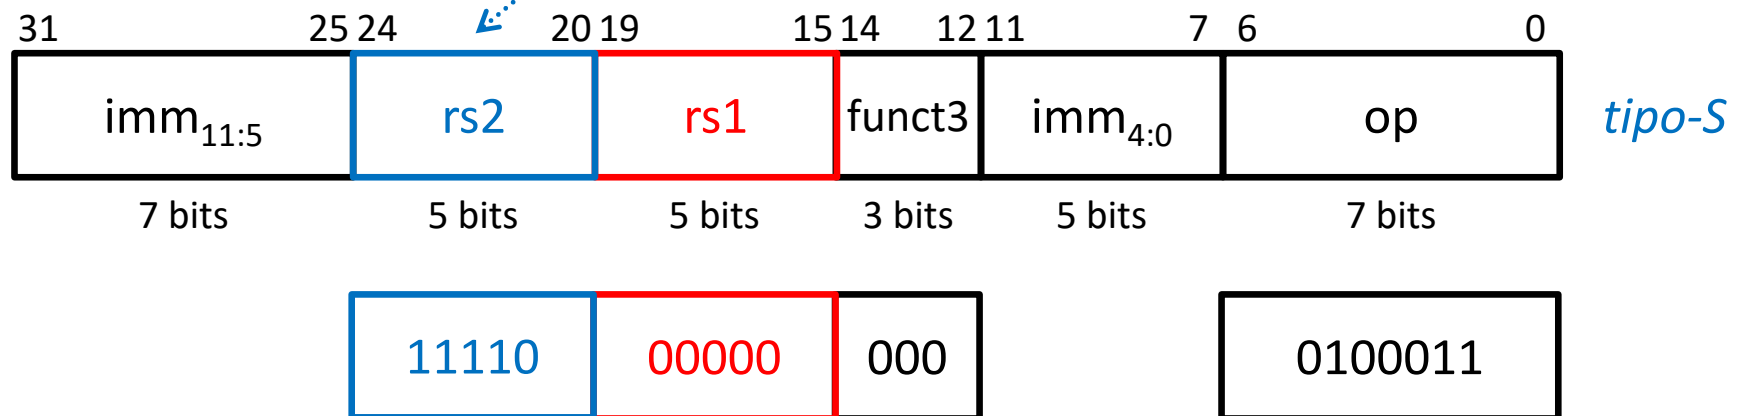 31 25 24 20 19 15 14 12 11 7 6 0
imm11:5 rs2 rs1 funct3 imm4:0 op tipo-S
7 bits 5 bits 5 bits 3 bits 5 bits 7 bits
11110 00000 000 0100011